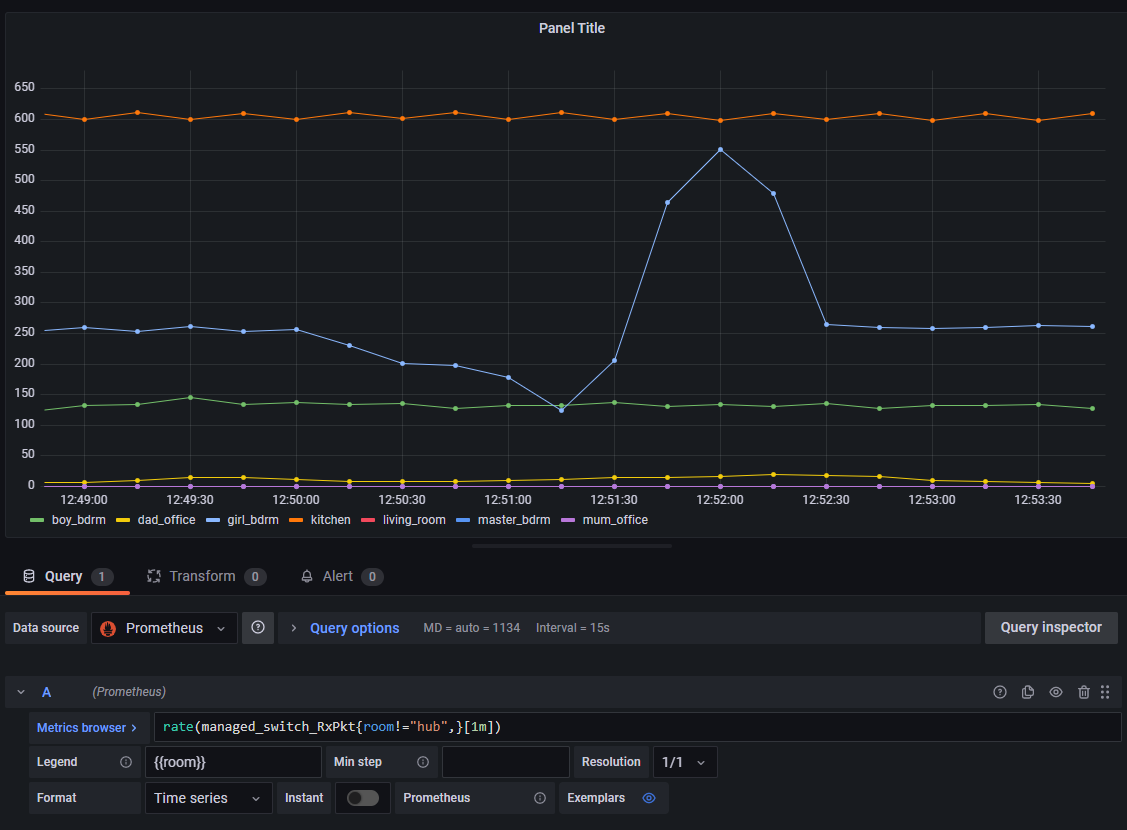 Panel Title
650
600
550
500
450
400
350
300
250
200
150
100
50
0
12:49:00 12:49:30 12:50:00 12:50:30 12:51:00 12:51:30 12:52:00 12:52:30 12:53:00 12:53:30
boy_bdrm dad_office girl_bdrm kitchen living_room master_bdrm mum_office
Query 1 Transform 0 Alert 0
Data source Prometheus Query options MD = auto = 1134 Interval = 15s Query inspector
A (Prometheus)
Metrics browser > rate(managed_switch_RxPkt{room!="hub",}[1m])
Legend {{room}} Min step Resolution 1/1
Format Time series Instant Prometheus Exemplars